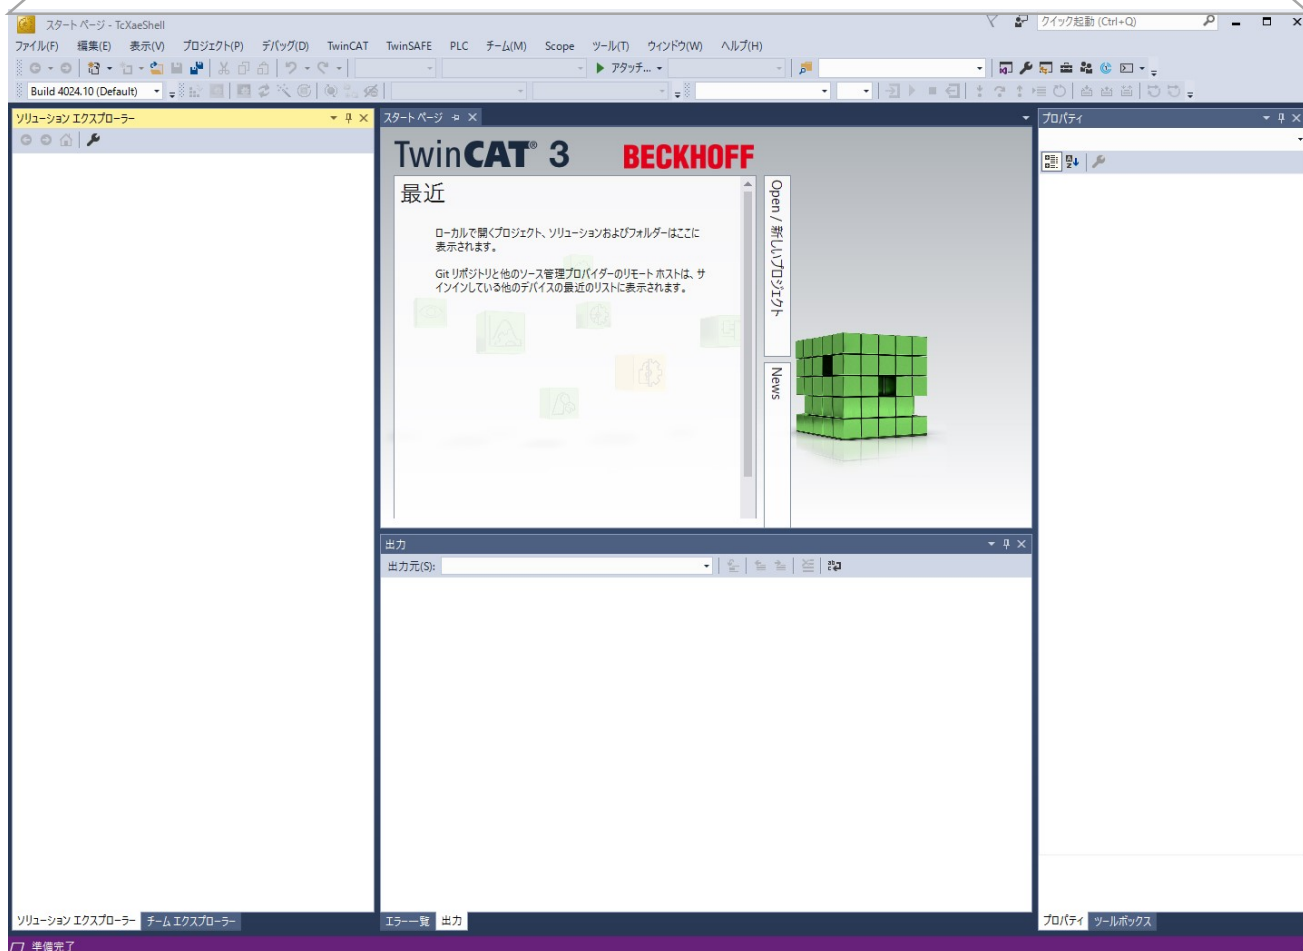 スタート ページ - TcXaeShell
クイック起動 (Ctrl+Q)
ファイル(F) 編集(E) 表示(V) プロジェクト(P) デバッグ(D) TwinCAT TwinSAFE PLC チーム(M) Scope ツール(T) ウィンドウ(W) ヘルプ(H)
アタッチ...
Build 4024.10 (Default)
ソリューション エクスプローラー
スタート ページ
プロパティ
TwinCAT® 3 BECKHOFF
最近
ローカルで開くプロジェクト、ソリューションおよびフォルダーはここに
表示されます。
Git リポジトリと他のソース管理プロバイダーのリモート ホストは、サ
インインしている他のデバイスの最近のリストに表示されます。
Open / 新しいプロジェクト
News
出力
出力元(S):
ソリューション エクスプローラー チーム エクスプローラー
エラー一覧 出力
プロパティ ツールボックス
準備完了